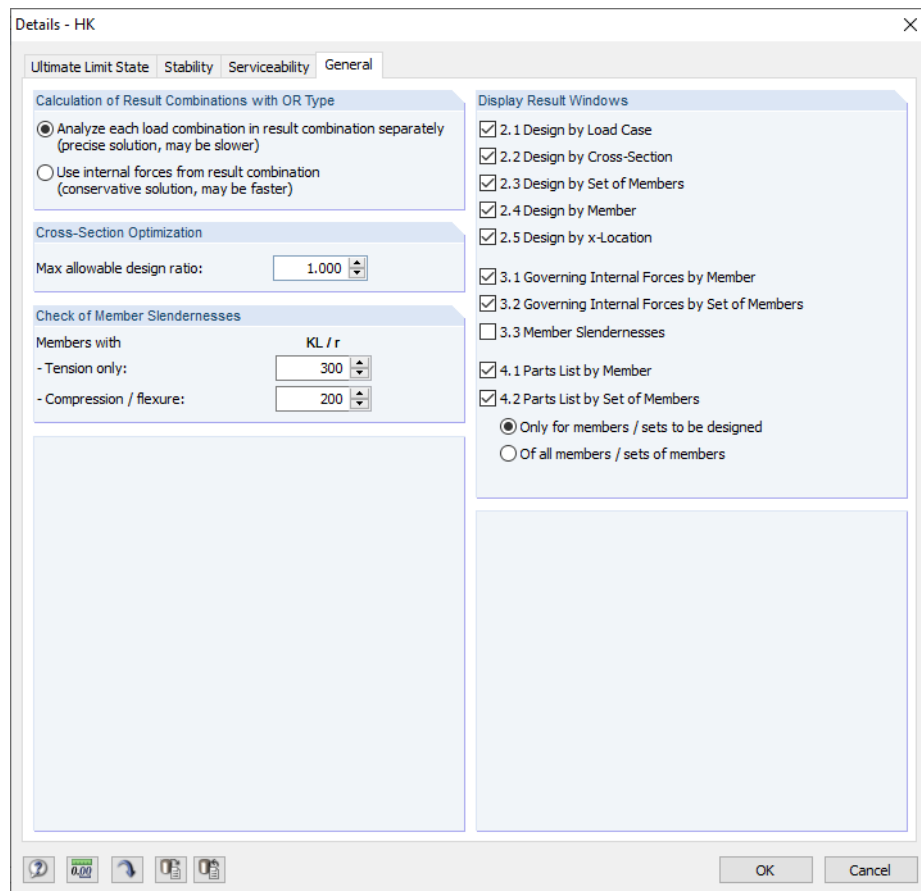 Details - HK
Ultimate Limit State Stability Serviceability General
Calculation of Result Combinations with OR Type
Analyze each load combination in result combination separately
(precise solution, may be slower)
Use internal forces from result combination
(conservative solution, may be faster)
Cross-Section Optimization
Max allowable design ratio: 1.000
Check of Member Slendernesses
Members with KL / r
- Tension only: 300
- Compression / flexure: 200
Display Result Windows
2.1 Design by Load Case
2.2 Design by Cross-Section
2.3 Design by Set of Members
2.4 Design by Member
2.5 Design by x-Location
3.1 Governing Internal Forces by Member
3.2 Governing Internal Forces by Set of Members
3.3 Member Slendernesses
4.1 Parts List by Member
4.2 Parts List by Set of Members
Only for members / sets to be designed
Of all members / sets of members
0.00
OK Cancel